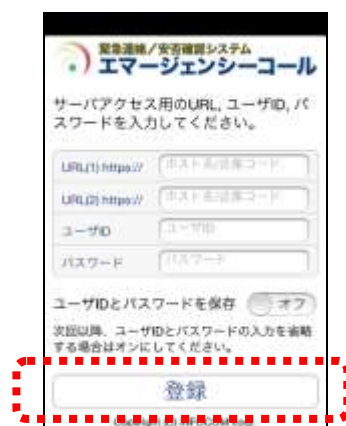 緊急連絡/安否確認システム
エマージェンシーコール
サーバアクセス用のURL, ユーザID, パ
スワードを入力してください。
URL(1) https:// ホスト名/企業コード
URL(2) https:// ホスト名/企業コード
ユーザID ユーザID
パスワード パスワード
ユーザIDとパスワードを保存 オフ
次回以降、ユーザIDとパスワードの入力を省略
する場合はオンにしてください。
登録